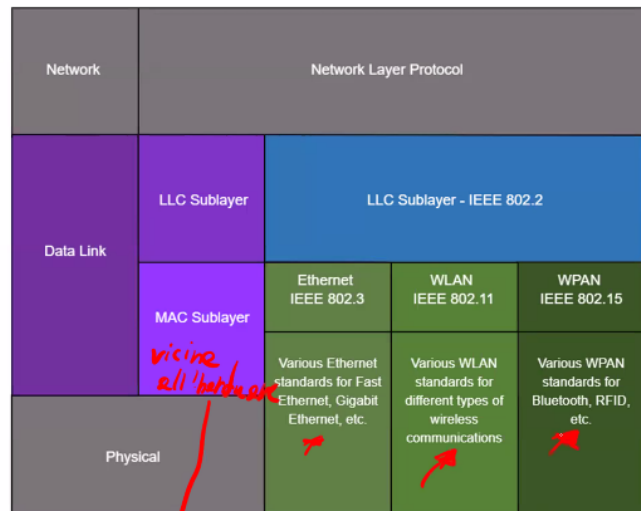 Network
Network Layer Protocol
Data Link
LLC Sublayer
LLC Sublayer - IEEE 802.2
MAC Sublayer
vicine
all'hardware
Ethernet
IEEE 802.3
WLAN
IEEE 802.11
WPAN
IEEE 802.15
Various Ethernet
standards for Fast
Ethernet, Gigabit
Ethernet, etc.
Various WLAN
standards for
different types of
wireless
communications
Various WPAN
standards for
Bluetooth, RFID,
etc.
Physical